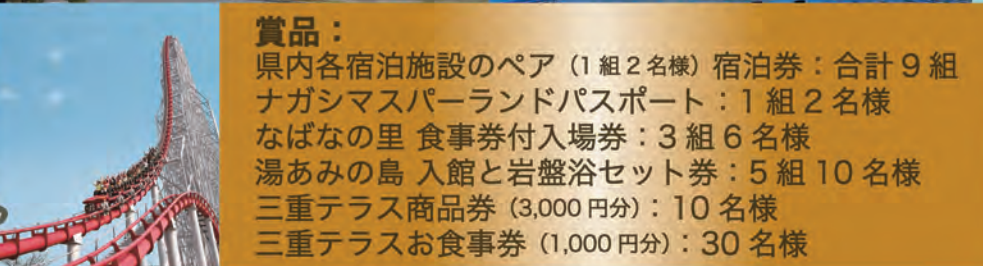 賞品：
県内各宿泊施設のペア（1組2名様）宿泊券：合計9組
ナガシマスパーランドパスポート：1組2名様
なばなの里 食事券付入場券：3組6名様
湯あみの島 入館と岩盤浴セット券：5組10名様
三重テラス商品券（3,000円分）：10名様
三重テラスお食事券（1,000円分）：30名様